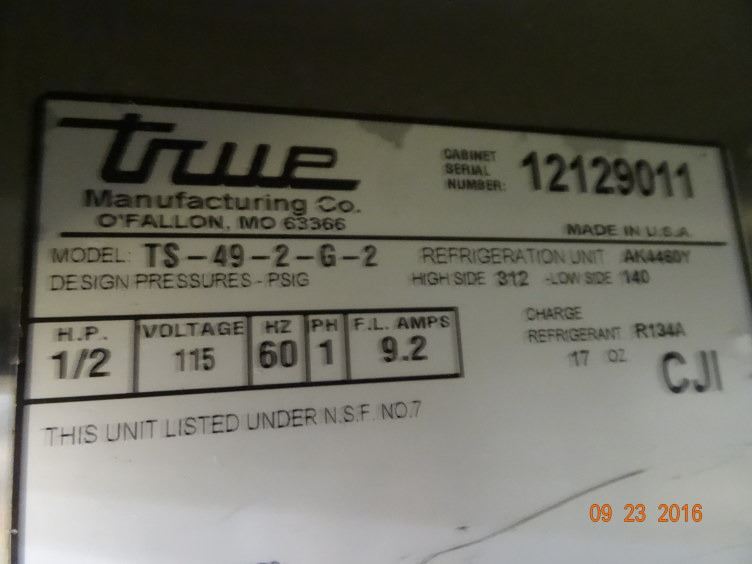 true
Manufacturing Co.
O'FALLON, MO 63366
CABINET
SERIAL
NUMBER: 12129011
MADE IN U.S.A.
MODEL: TS-49-2-G-2
REFRIGERATION UNIT AK4460Y
DESIGN PRESSURES - PSIG
HIGH SIDE 312 - LOW SIDE 140
H.P. VOLTAGE HZ PH F.L. AMPS
1/2 115 60 1 9.2
CHARGE
REFRIGERANT R134A
17 OZ
CJI
THIS UNIT LISTED UNDER N.S.F. NO.7
09 23 2016